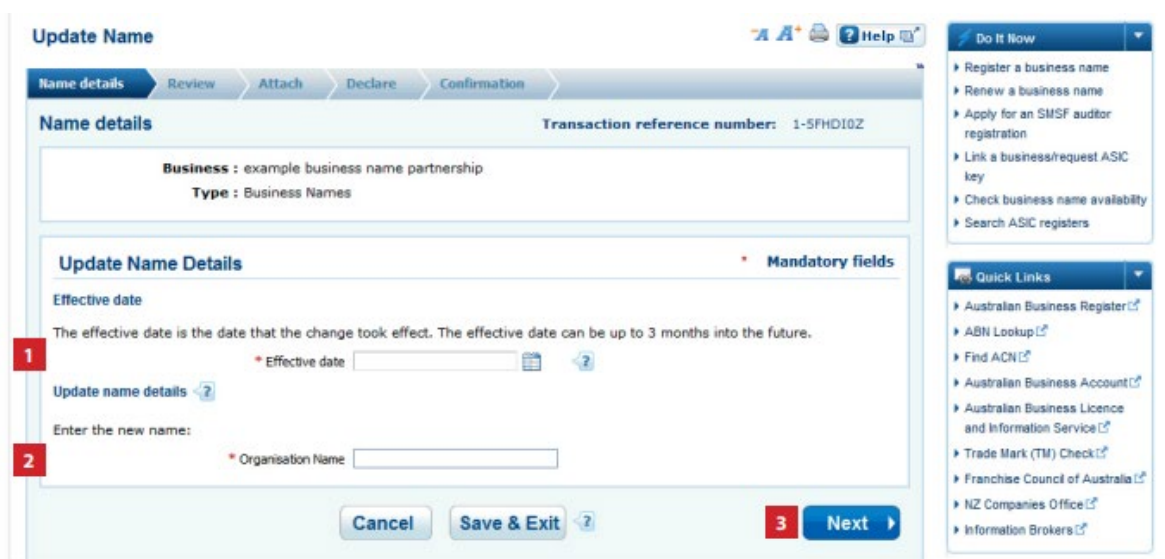 Update Name
-A A+ ? Help
Name details Review Attach Declare Confirmation
»
Name details
Transaction reference number: 1-5FHDI0Z
Business : example business name partnership
Type : Business Names
Update Name Details
* Mandatory fields
Effective date
The effective date is the date that the change took effect. The effective date can be up to 3 months into the future.
1
* Effective date ?
Update name details ?
Enter the new name:
2
* Organisation Name
Cancel Save & Exit ? 3 Next
Do It Now
Register a business name
Renew a business name
Apply for an SMSF auditor
registration
Link a business/request ASIC
key
Check business name availability
Search ASIC registers
Quick Links
Australian Business Register
ABN Lookup
Find ACN
Australian Business Account
Australian Business Licence
and Information Service
Trade Mark (TM) Check
Franchise Council of Australia
NZ Companies Office
Information Brokers